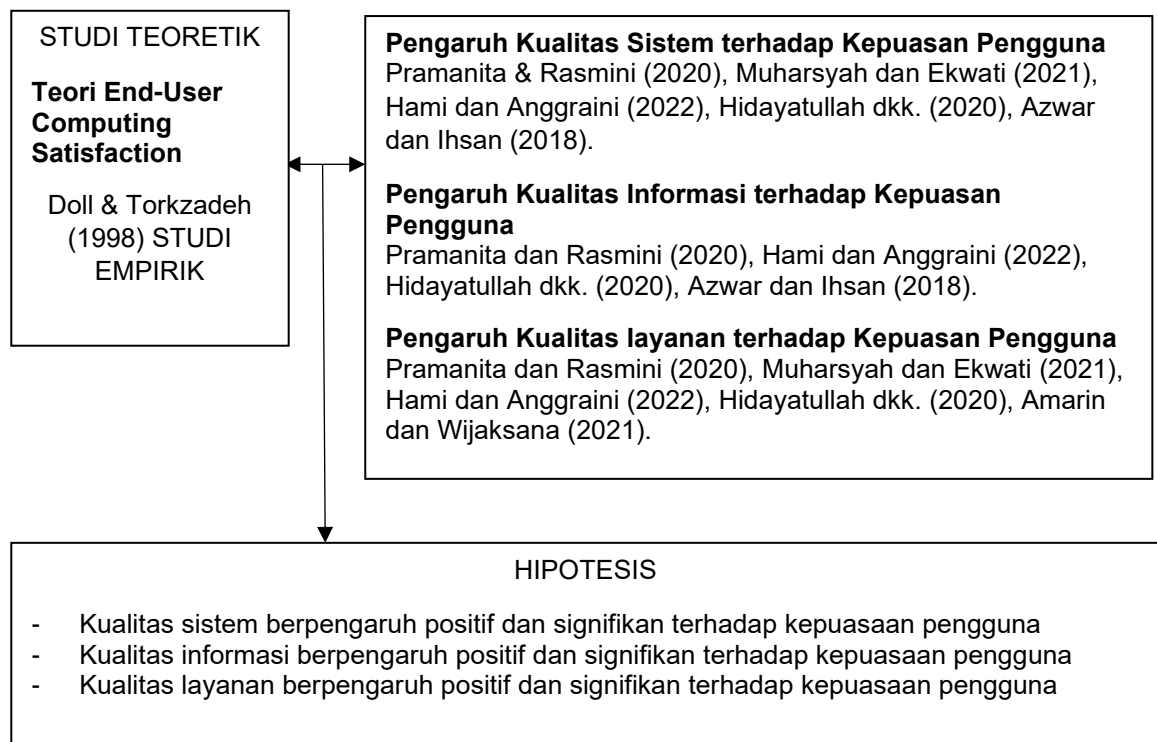 STUDI TEORETIK
Teori End-User
Computing
Satisfaction
Doll & Torkzadeh
(1998) STUDI
EMPIRIK
Pengaruh Kualitas Sistem terhadap Kepuasan Pengguna
Pramanita & Rasmini (2020), Muharsyah dan Ekwati (2021),
Hami dan Anggraini (2022), Hidayatullah dkk. (2020), Azwar
dan Ihsan (2018).
Pengaruh Kualitas Informasi terhadap Kepuasan
Pengguna
Pramanita dan Rasmini (2020), Hami dan Anggraini (2022),
Hidayatullah dkk. (2020), Azwar dan Ihsan (2018).
Pengaruh Kualitas layanan terhadap Kepuasan Pengguna
Pramanita dan Rasmini (2020), Muharsyah dan Ekwati (2021),
Hami dan Anggraini (2022), Hidayatullah dkk. (2020), Amarin
dan Wijaksana (2021).
HIPOTESIS
- Kualitas sistem berpengaruh positif dan signifikan terhadap kepuasaan pengguna
- Kualitas informasi berpengaruh positif dan signifikan terhadap kepuasaan pengguna
- Kualitas layanan berpengaruh positif dan signifikan terhadap kepuasaan pengguna